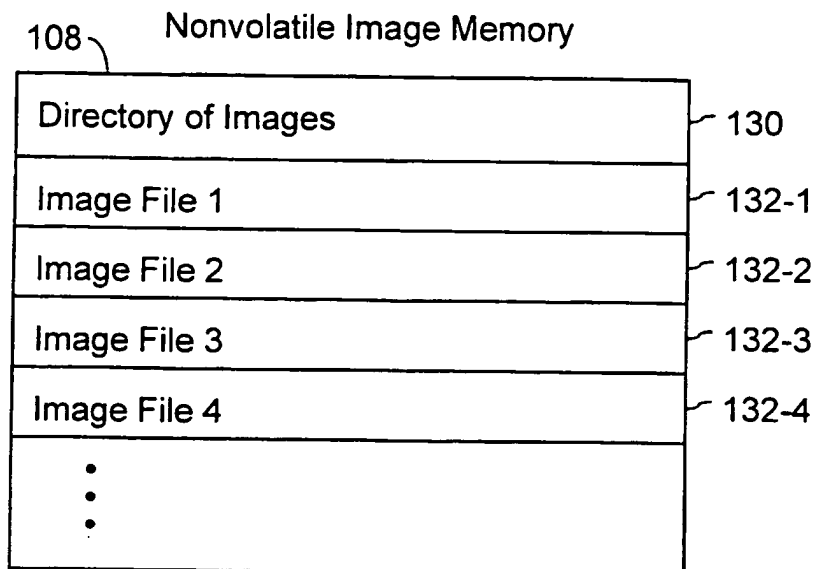 Nonvolatile Image Memory
108
Directory of Images 130
Image File 1 132-1
Image File 2 132-2
Image File 3 132-3
Image File 4 132-4